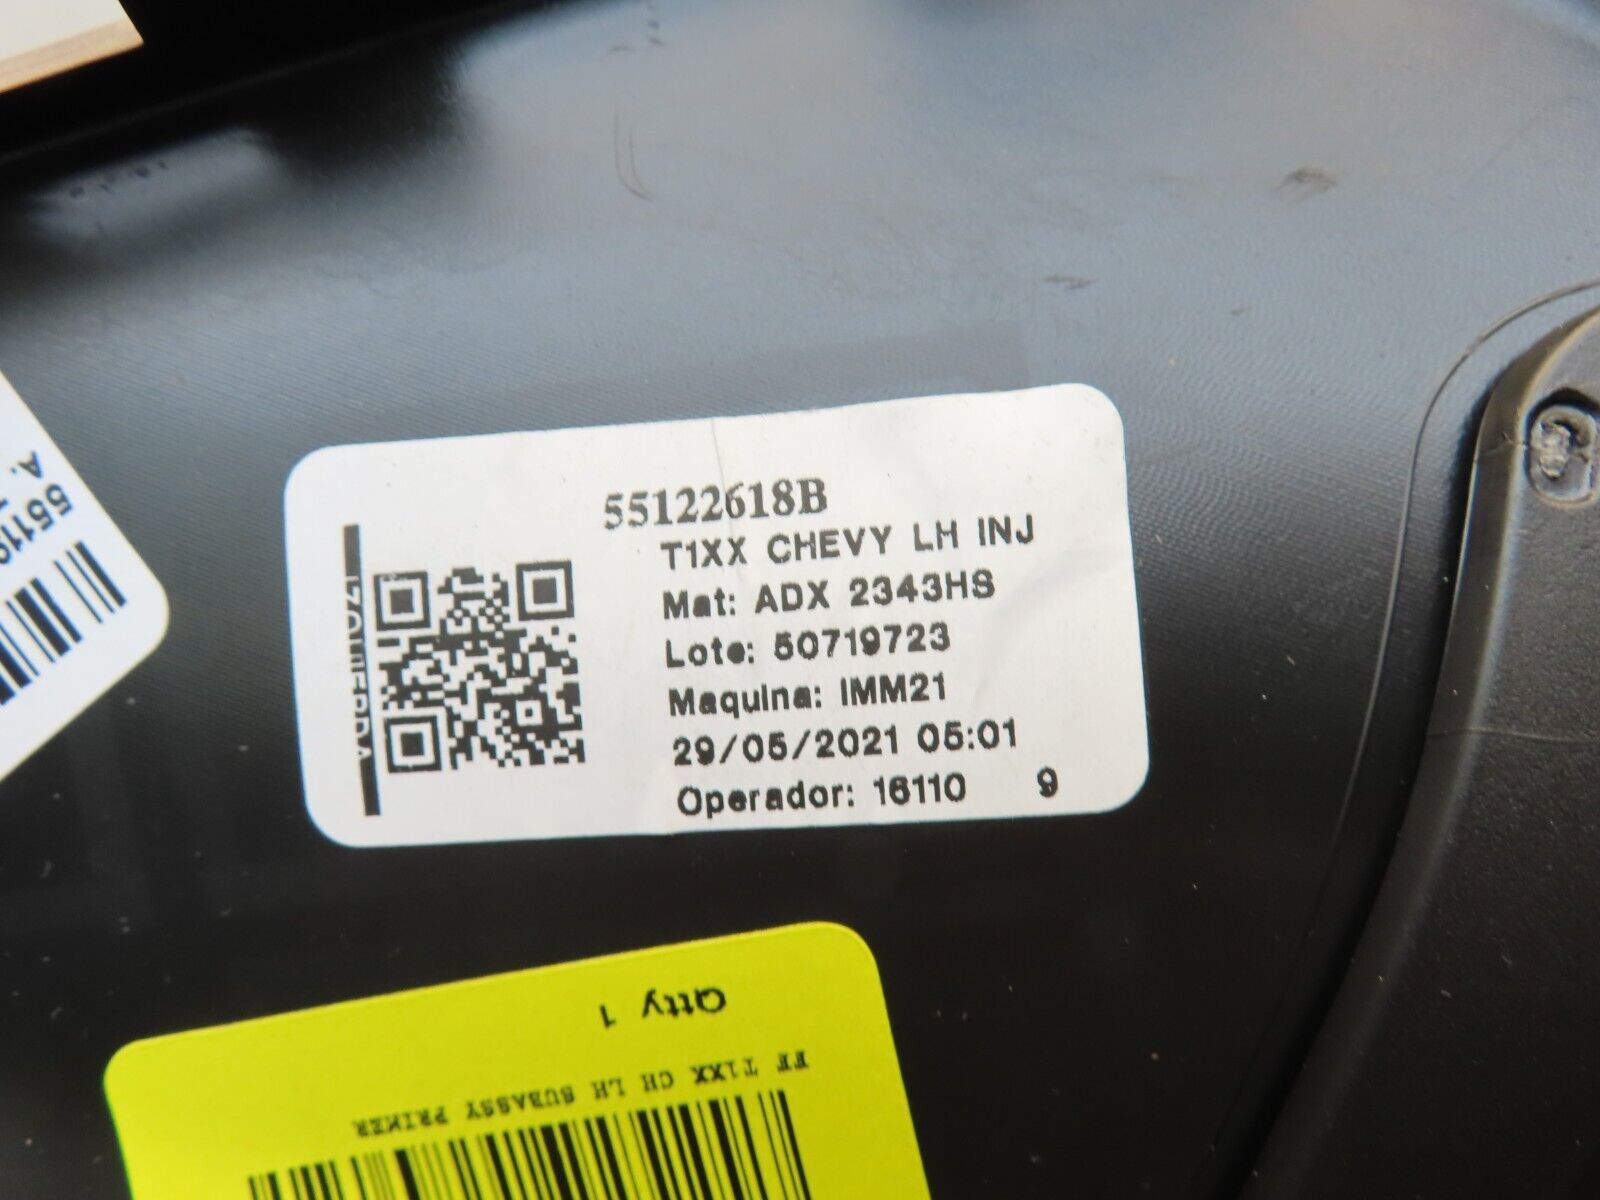 55122618B
T1XX CHEVY LH INJ
Mat: ADX 2343HS
Lote: 50719723
Maquina: IMM21
29/05/2021 05:01
Operador: 16110 9
IZQUIERDA
Qtty 1
FF T1XX CH LH SUBASSY PRIMER
A.